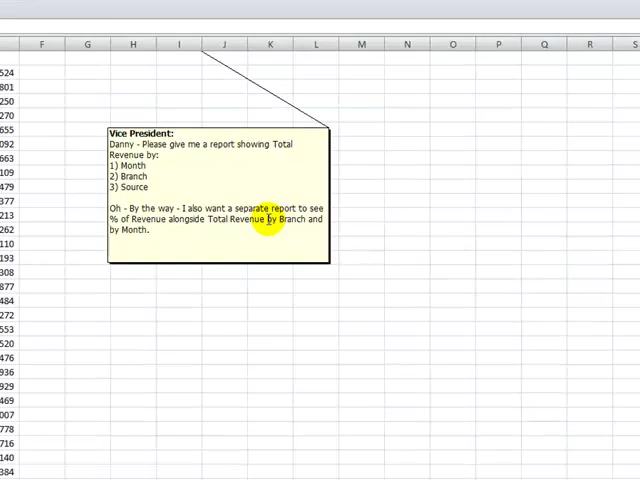 F G H I J K L M N O P Q R S
524
801
250
270
655
092
663
109
479
377
213
262
110
193
308
877
484
272
553
520
476
936
929
469
007
778
716
140
384
Vice President:
Danny - Please give me a report showing Total
Revenue by:
1) Month
2) Branch
3) Source
Oh - By the way - I also want a separate report to see
% of Revenue alongside Total Revenue by Branch and
by Month.